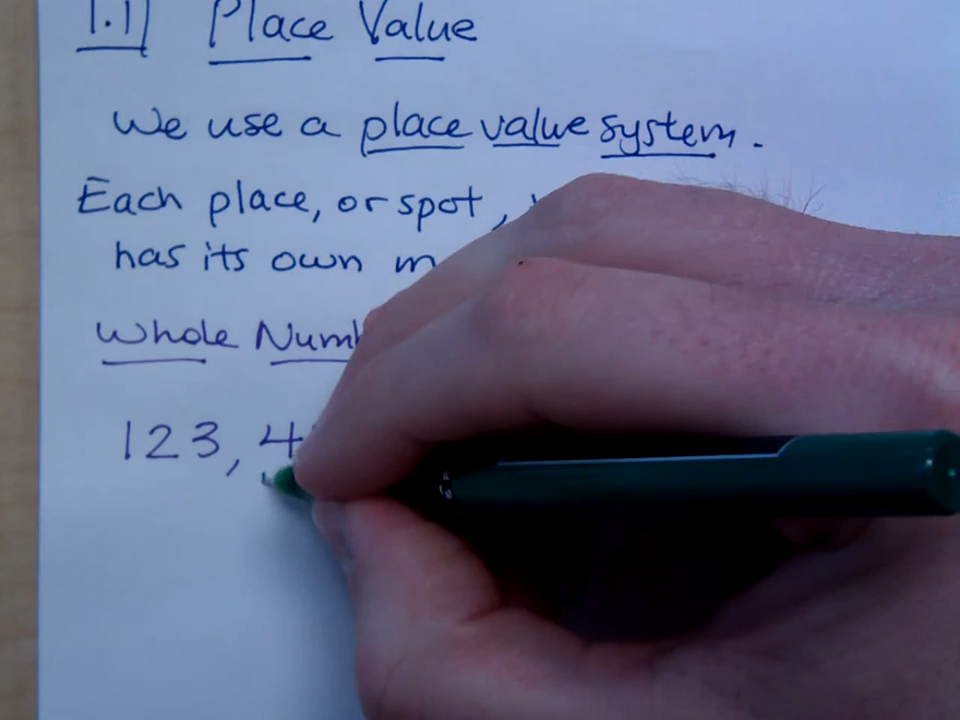 1.1 Place Value
We use a place value system.
Each place, or spot,
has its own
Whole
123, 4